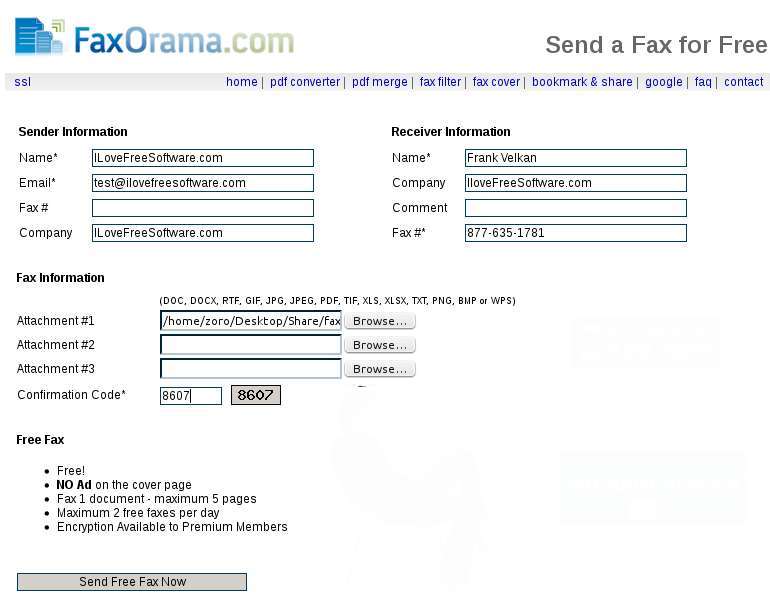 FaxOrama.com
Send a Fax for Free
ssl home | pdf converter | pdf merge | fax filter | fax cover | bookmark & share | google | faq | contact
Sender Information
Name* ILoveFreeSoftware.com
Email* test@ilovefreesoftware.com
Fax #
Company ILoveFreeSoftware.com
Receiver Information
Name* Frank Velkan
Company IloveFreeSoftware.com
Comment
Fax #* 877-635-1781
Fax Information
(DOC, DOCX, RTF, GIF, JPG, JPEG, PDF, TIF, XLS, XLSX, TXT, PNG, BMP or WPS)
Attachment #1 /home/zoro/Desktop/Share/Fax Browse...
Attachment #2 Browse...
Attachment #3 Browse...
Confirmation Code* 8607 8607
Free Fax
Free!
NO Ad on the cover page
Fax 1 document - maximum 5 pages
Maximum 2 free faxes per day
Encryption Available to Premium Members
Send Free Fax Now